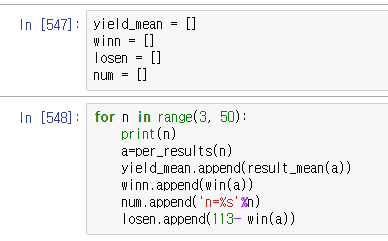 In [547]: yield_mean = []
winn = []
losen = []
num = []
In [548]: for n in range(3, 50):
    print(n)
    a=per_results(n)
    yield_mean.append(result_mean(a))
    winn.append(win(a))
    num.append('n=%s'%n)
    losen.append(113- win(a))